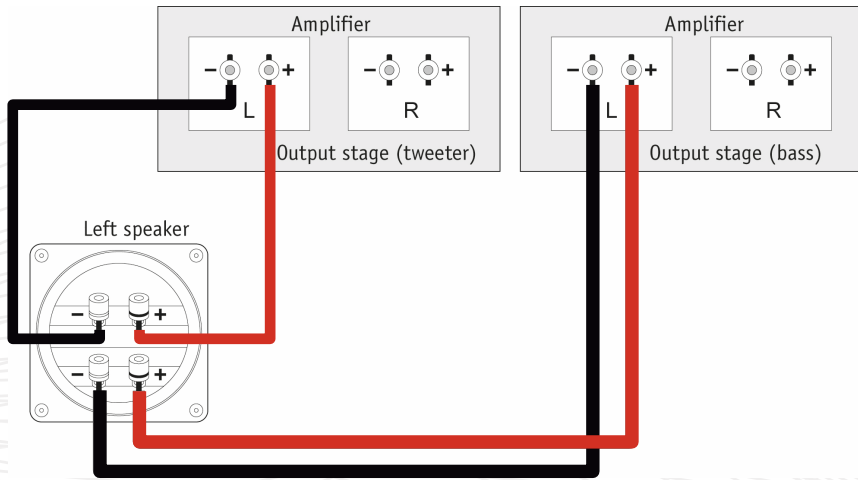 Amplifier
− + − +
L R
Output stage (tweeter)
Amplifier
− + − +
L R
Output stage (bass)
Left speaker
− +
− +